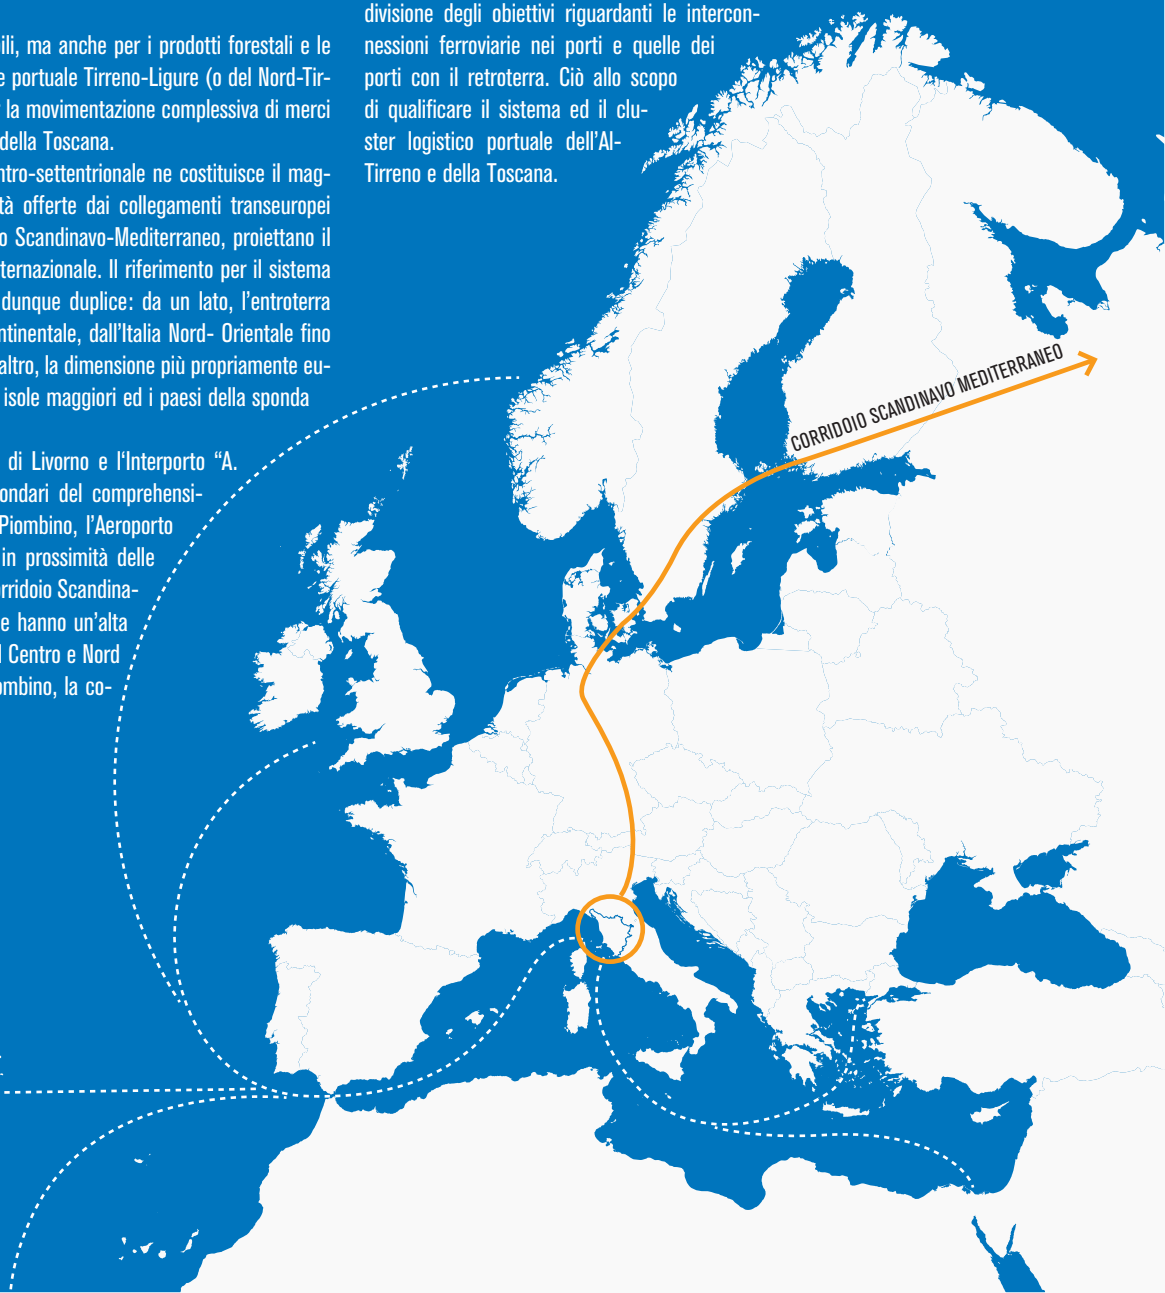 ili, ma anche per i prodotti forestali e le
e portuale Tirreno-Ligure (o del Nord-Tir-
la movimentazione complessiva di merci
della Toscana.
ntro-settentrionale ne costituisce il mag-
tà offerte dai collegamenti transeuropei
o Scandinavo-Mediterraneo, proiettano il
nternazionale. Il riferimento per il sistema
dunque duplice: da un lato, l’entroterra
ntinentale, dall’Italia Nord- Orientale fino
altro, la dimensione più propriamente eu-
isole maggiori ed i paesi della sponda
di Livorno e l‘Interporto “A.
ondari del comprehensi-
Piombino, l’Aeroporto
in prossimità delle
rridoio Scandina-
e hanno un’alta
l Centro e Nord
ombino, la co-
divisione degli obiettivi riguardanti le intercon-
nessioni ferroviarie nei porti e quelle dei
porti con il retroterra. Ciò allo scopo
di qualificare il sistema ed il clu-
ster logistico portuale dell’Al-
Tirreno e della Toscana.
CORRIDOIO SCANDINAVO MEDITERRANEO